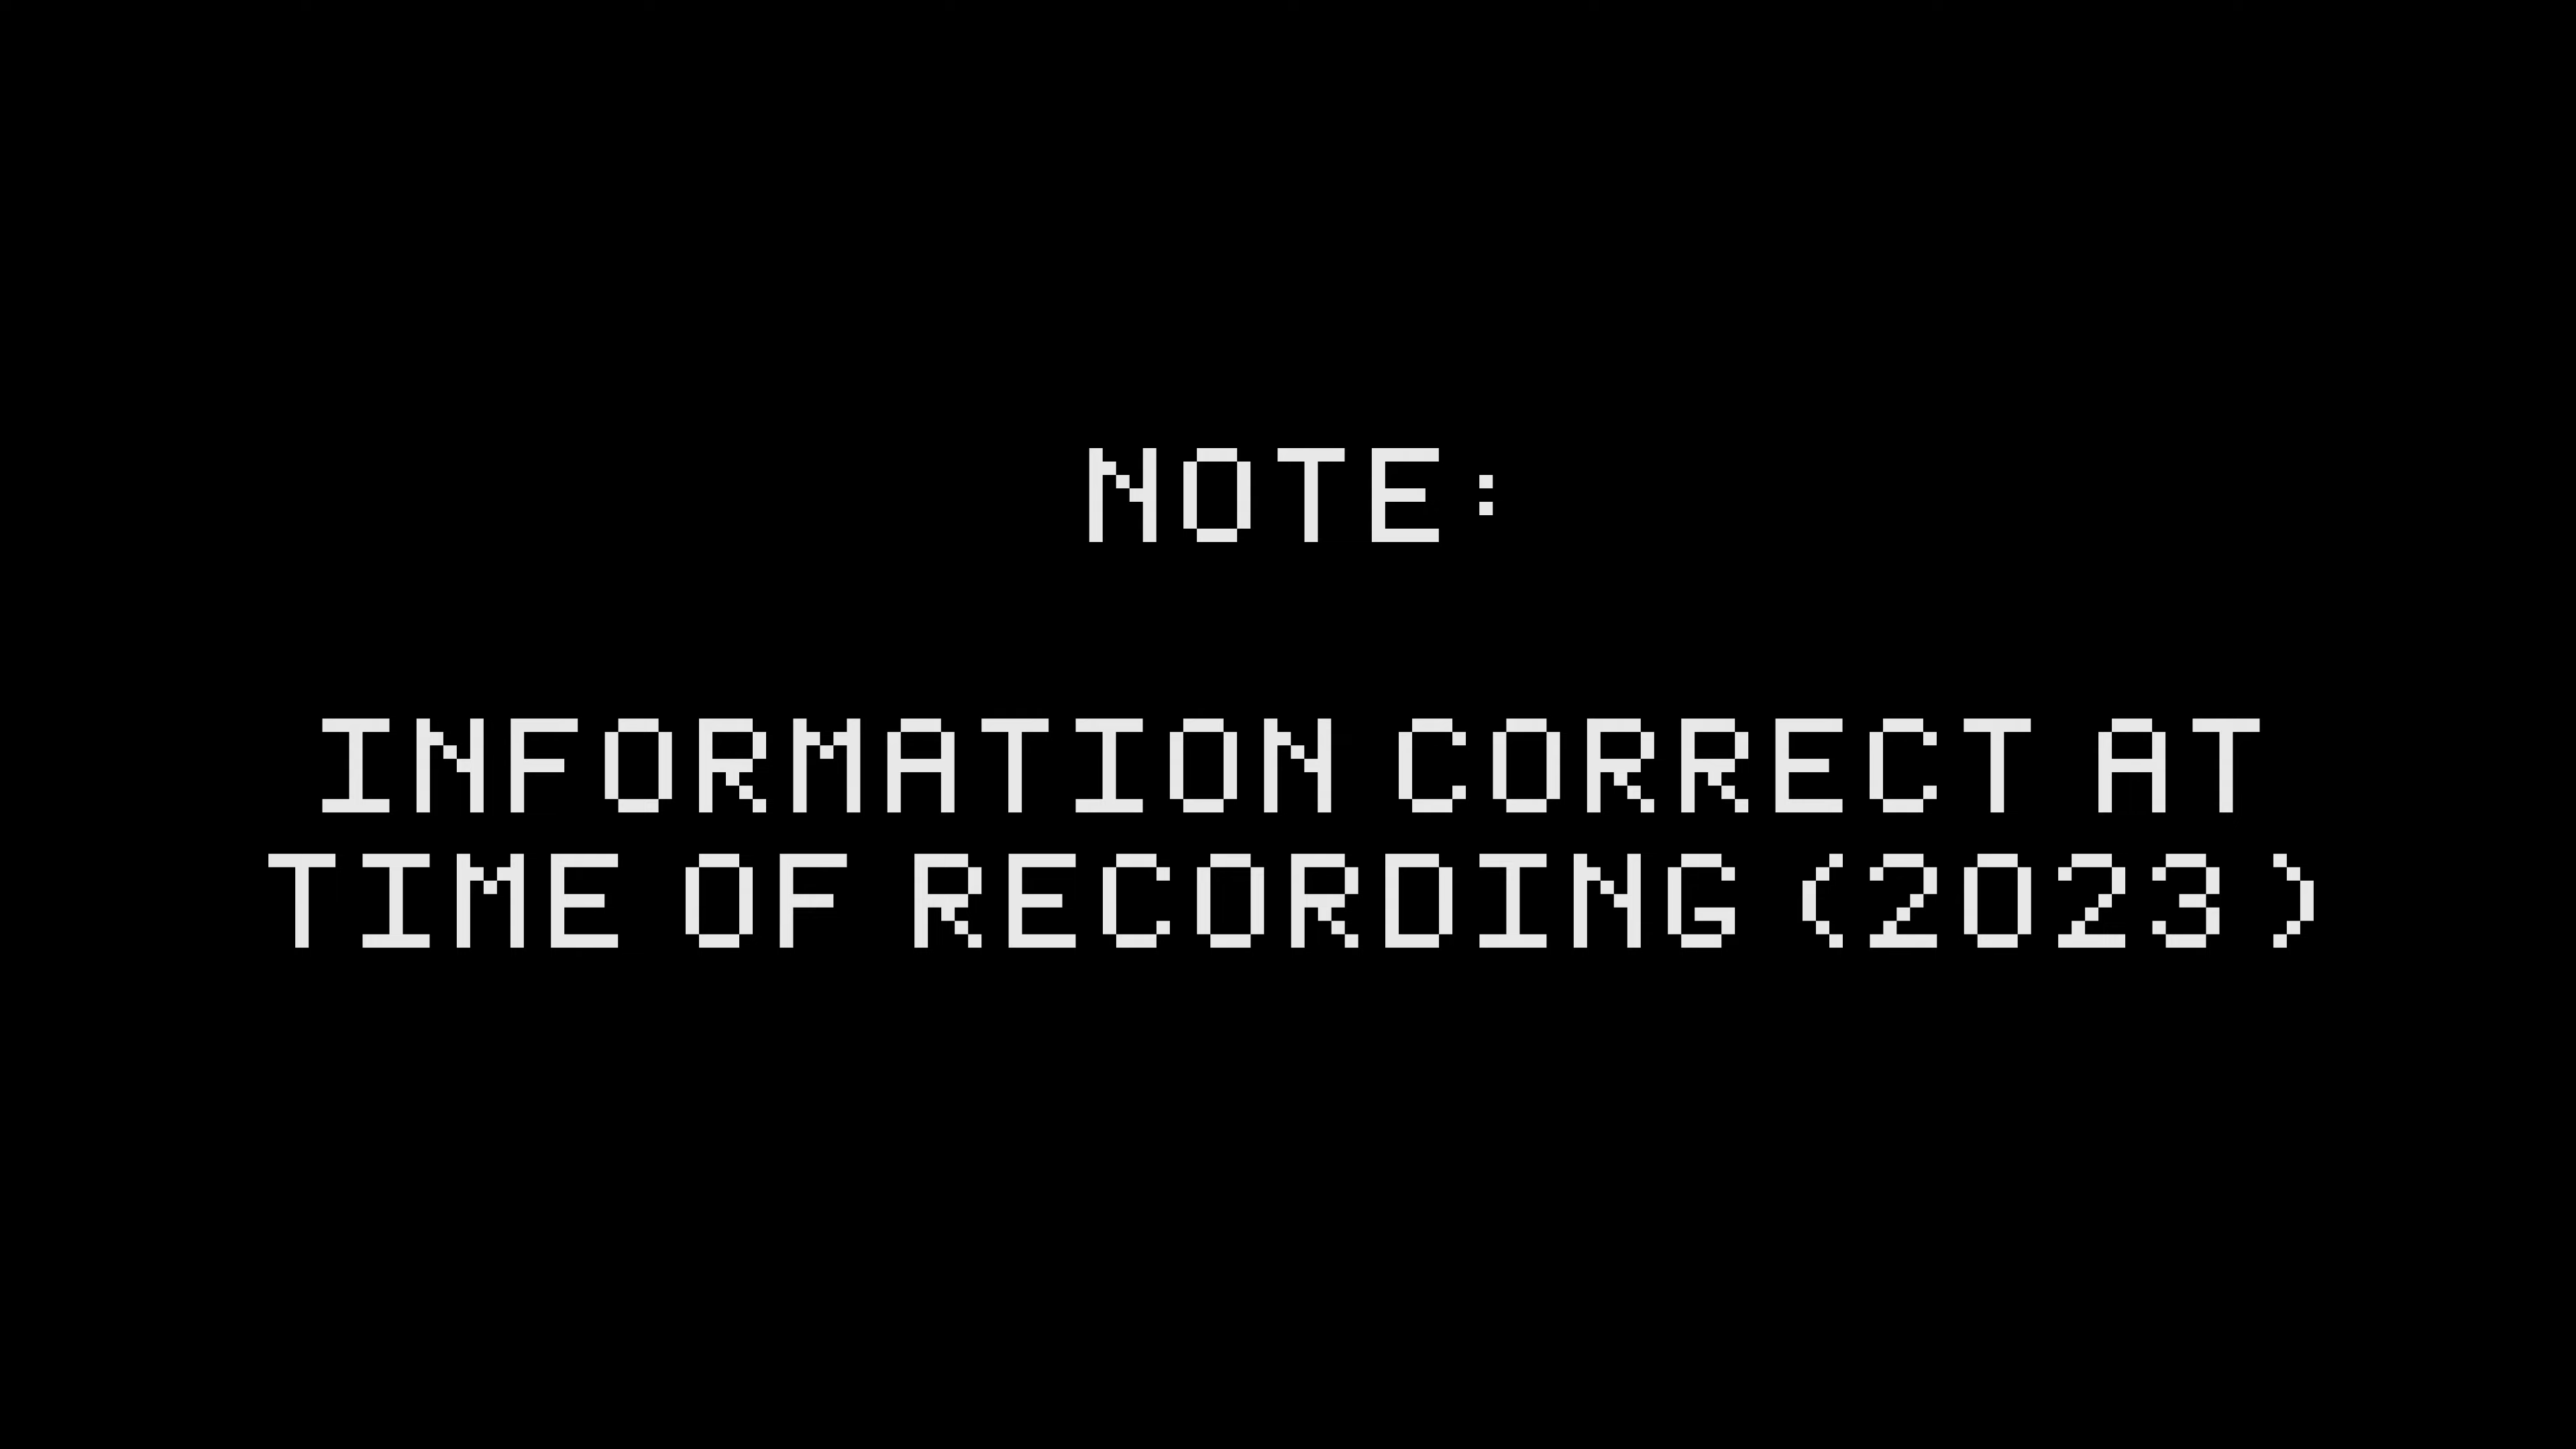 NOTE:
INFORMATION CORRECT AT
TIME OF RECORDING (2023)